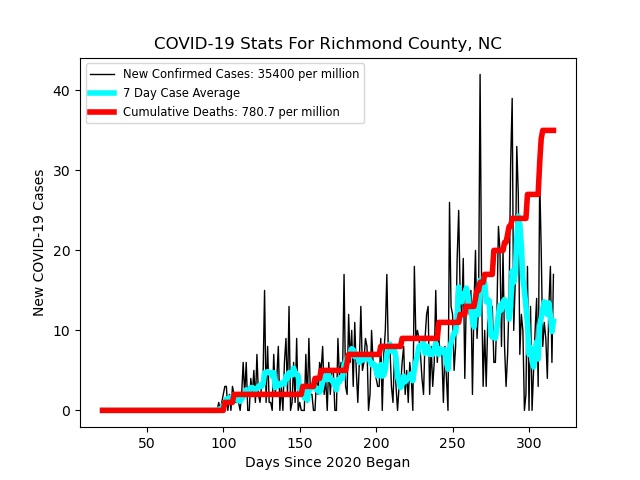 COVID-19 Stats For Richmond County, NC
New Confirmed Cases: 35400 per million
7 Day Case Average
Cumulative Deaths: 780.7 per million
New COVID-19 Cases
40
30
20
10
0
50 100 150 200 250 300
Days Since 2020 Began